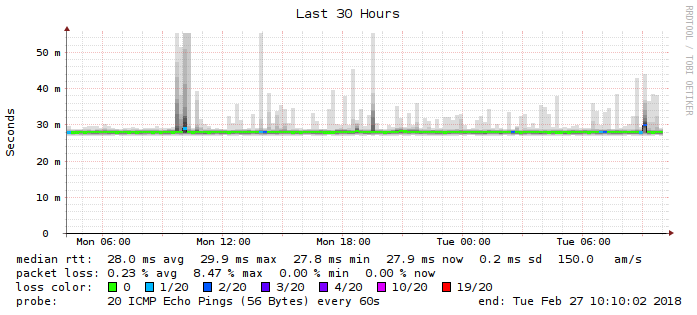 Last 30 Hours
RRDTOOL / TOBI OETIKER
Seconds
50 m
40 m
30 m
20 m
10 m
0
Mon 06:00 Mon 12:00 Mon 18:00 Tue 00:00 Tue 06:00
median rtt: 28.0 ms avg 29.9 ms max 27.8 ms min 27.9 ms now 0.2 ms sd 150.0 am/s
packet loss: 0.23 % avg 8.47 % max 0.00 % min 0.00 % now
loss color: 0 1/20 2/20 3/20 4/20 10/20 19/20
probe: 20 ICMP Echo Pings (56 Bytes) every 60s end: Tue Feb 27 10:10:02 2018